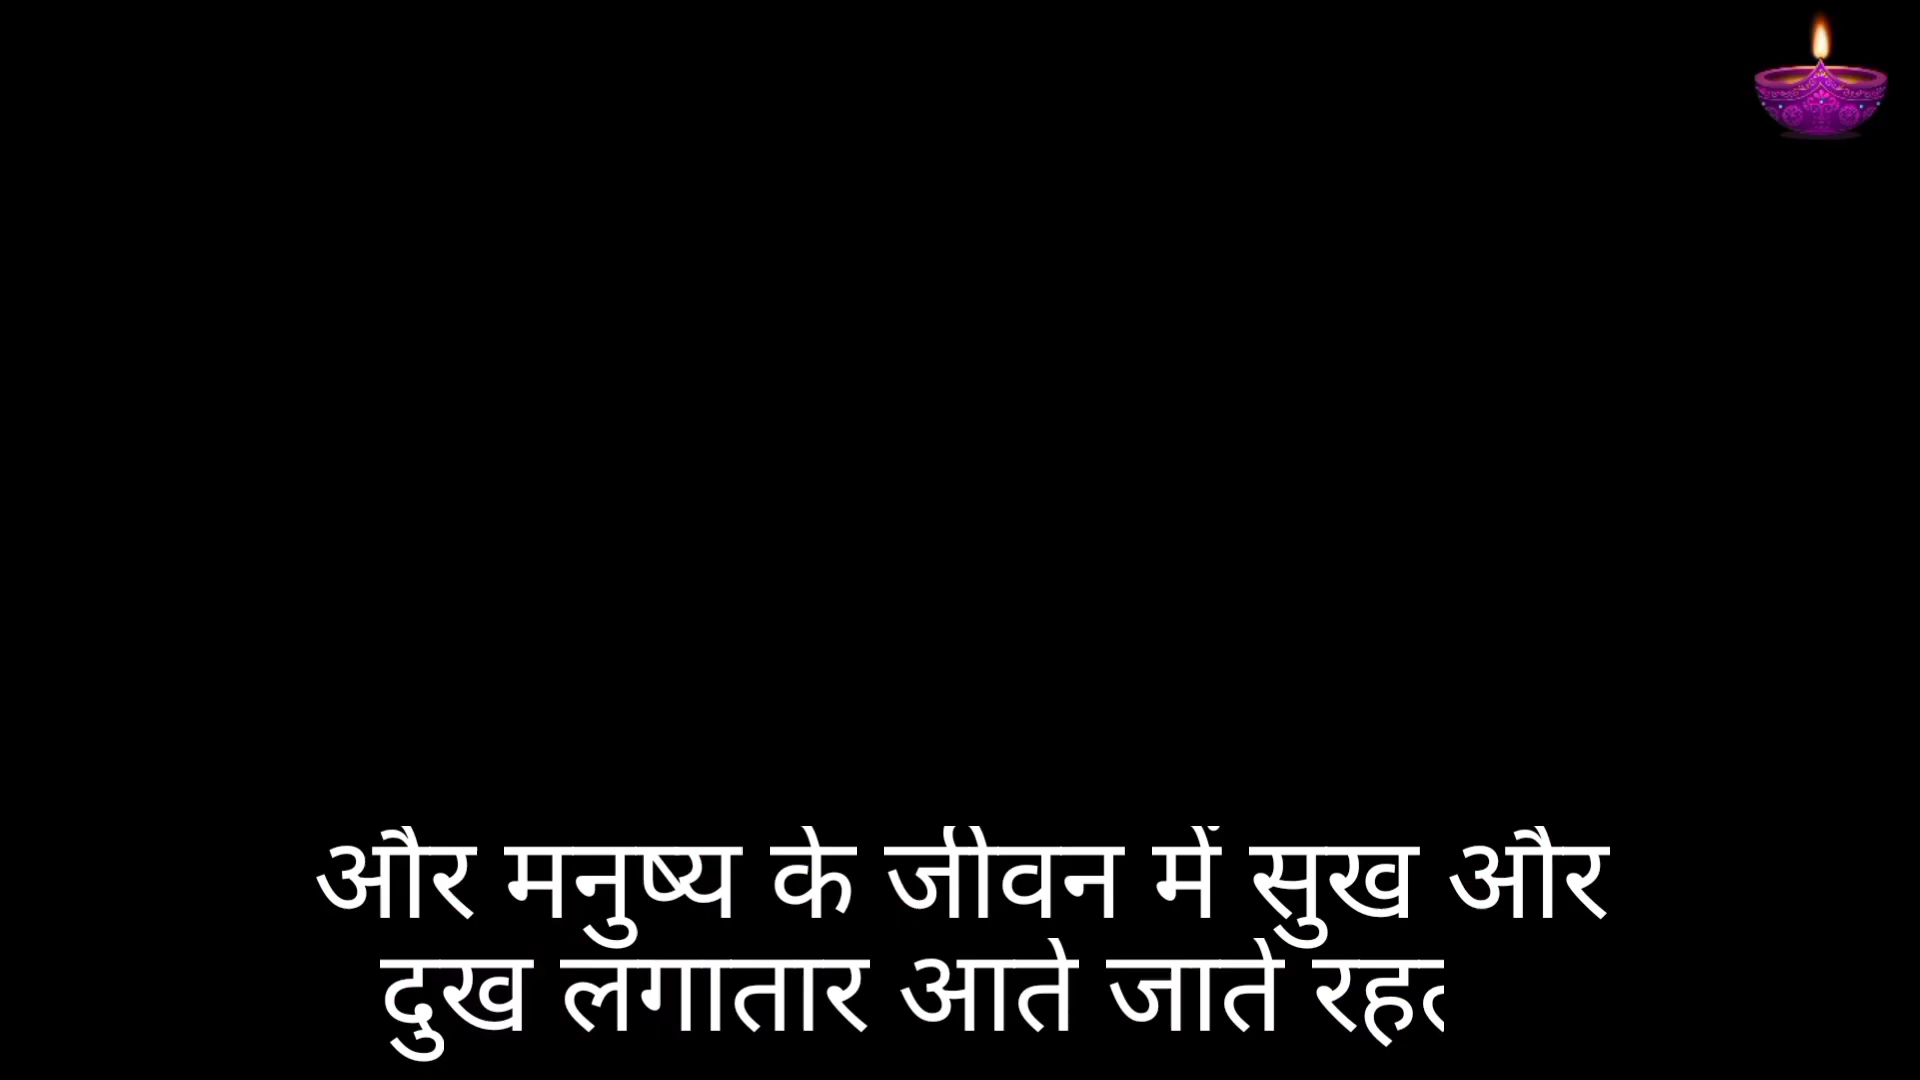 और मनुष्य के जीवन में सुख और
दुख लगातार आते जाते